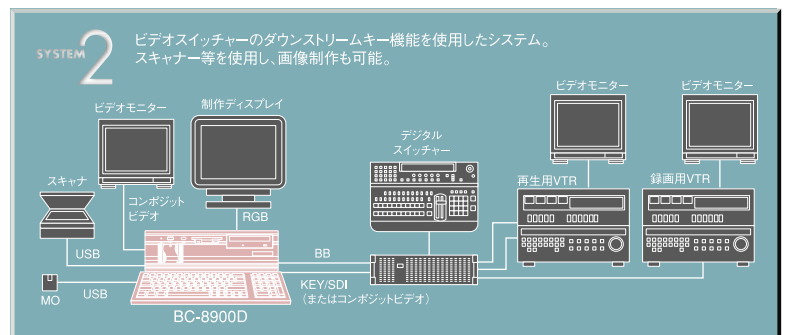 SYSTEM 2
ビデオスイッチャーのダウンストリームキー機能を使用したシステム。
スキャナー等を使用し、画像制作も可能。
ビデオモニター
ビデオモニター
ビデオモニター
制作ディスプレイ
デジタル
スイッチャー
スキャナ
再生用VTR
録画用VTR
コンポジット
ビデオ
RGB
USB
BB
MO
USB
KEY/SDI
（またはコンポジットビデオ）
BC-8900D